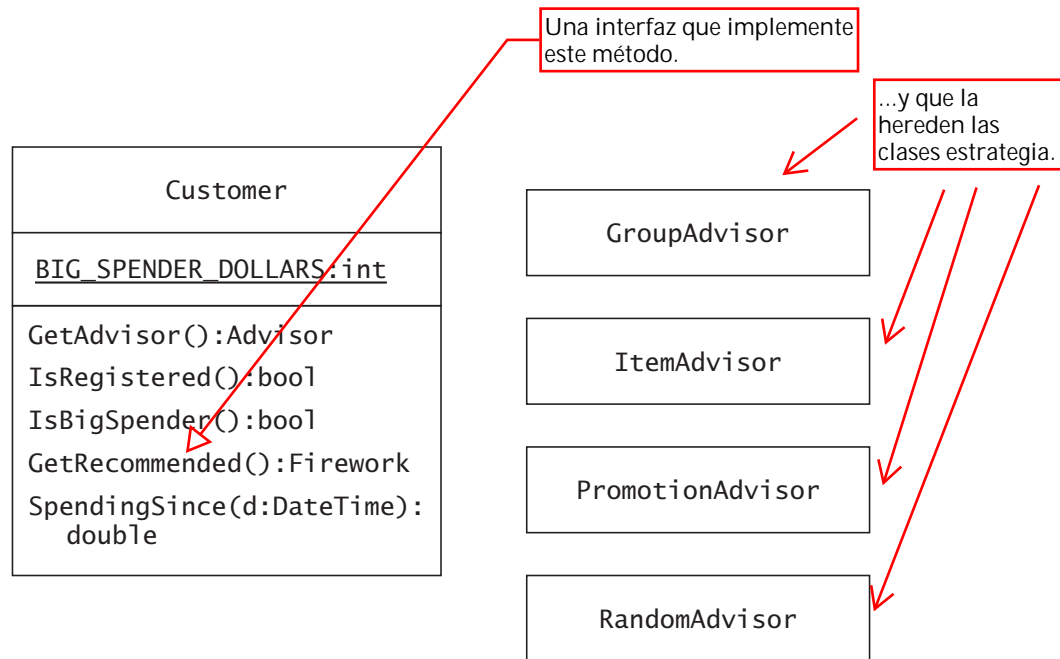 Una interfaz que implemente
este método.
...y que la
hereden las
clases estrategia.
Customer
BIG_SPENDER_DOLLARS:int
GetAdvisor():Advisor
IsRegistered():bool
IsBigSpender():bool
GetRecommended():Firework
SpendingSince(d:DateTime):
double
GroupAdvisor
ItemAdvisor
PromotionAdvisor
RandomAdvisor